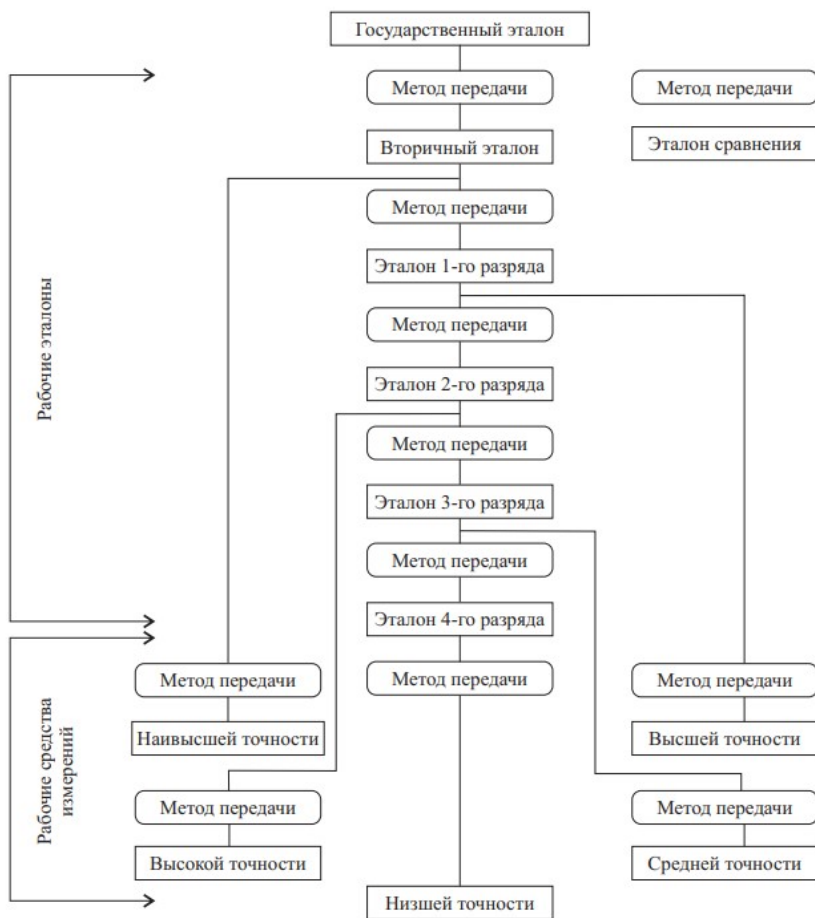 Государственный эталон
Метод передачи
Метод передачи
Вторичный эталон
Эталон сравнения
Метод передачи
Эталон 1-го разряда
Метод передачи
Эталон 2-го разряда
Метод передачи
Эталон 3-го разряда
Метод передачи
Эталон 4-го разряда
Метод передачи
Метод передачи
Метод передачи
Наивысшей точности
Высшей точности
Метод передачи
Метод передачи
Высокой точности
Средней точности
Низшей точности
Рабочие эталоны
Рабочие средства
измерений